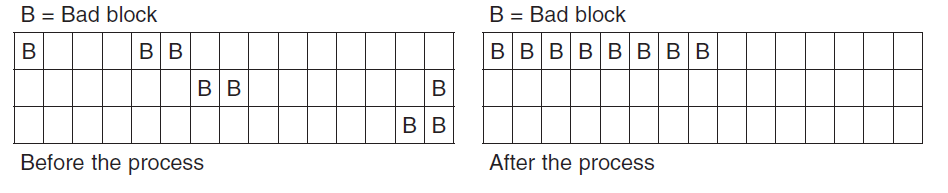 B = Bad block
B B B
B B B
B B
Before the process
B = Bad block
B B B B B B B B
After the process